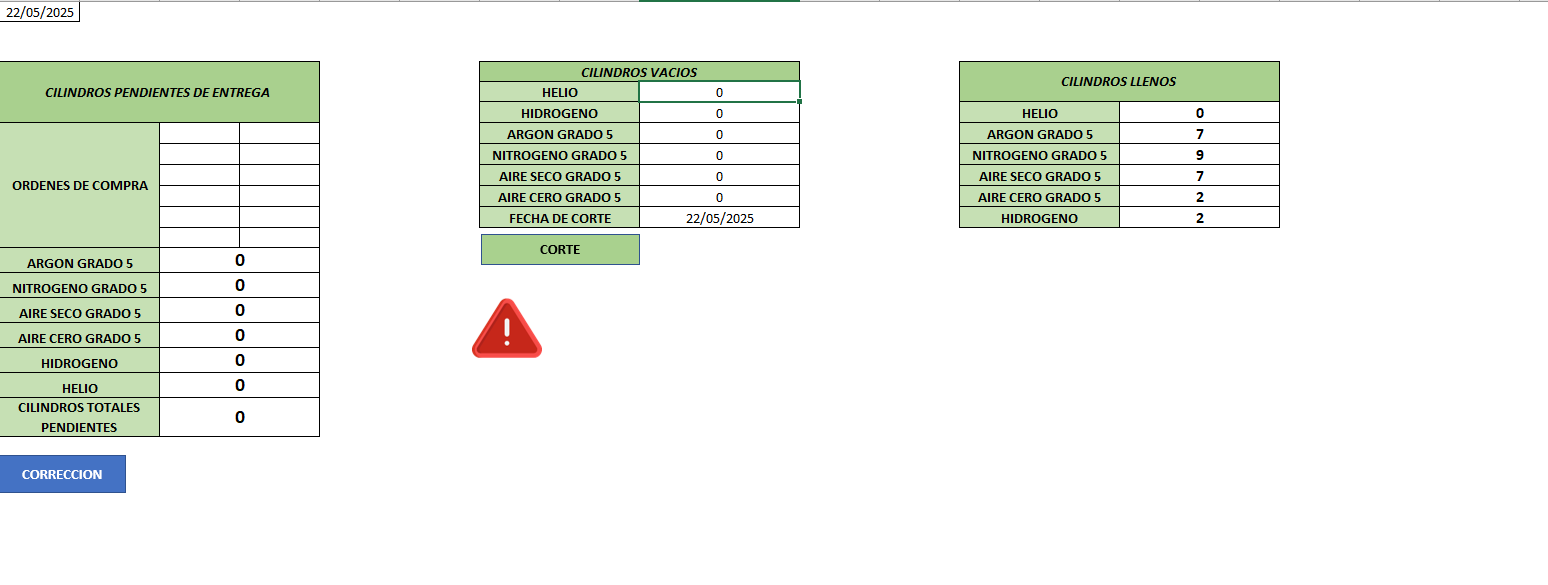 22/05/2025
CILINDROS PENDIENTES DE ENTREGA
ORDENES DE COMPRA
ARGON GRADO 5 0
NITROGENO GRADO 5 0
AIRE SECO GRADO 5 0
AIRE CERO GRADO 5 0
HIDROGENO 0
HELIO 0
CILINDROS TOTALES
PENDIENTES 0
CORRECCION
CILINDROS VACIOS
HELIO 0
HIDROGENO 0
ARGON GRADO 5 0
NITROGENO GRADO 5 0
AIRE SECO GRADO 5 0
AIRE CERO GRADO 5 0
FECHA DE CORTE 22/05/2025
CORTE
!
CILINDROS LLENOS
HELIO 0
ARGON GRADO 5 7
NITROGENO GRADO 5 9
AIRE SECO GRADO 5 7
AIRE CERO GRADO 5 2
HIDROGENO 2